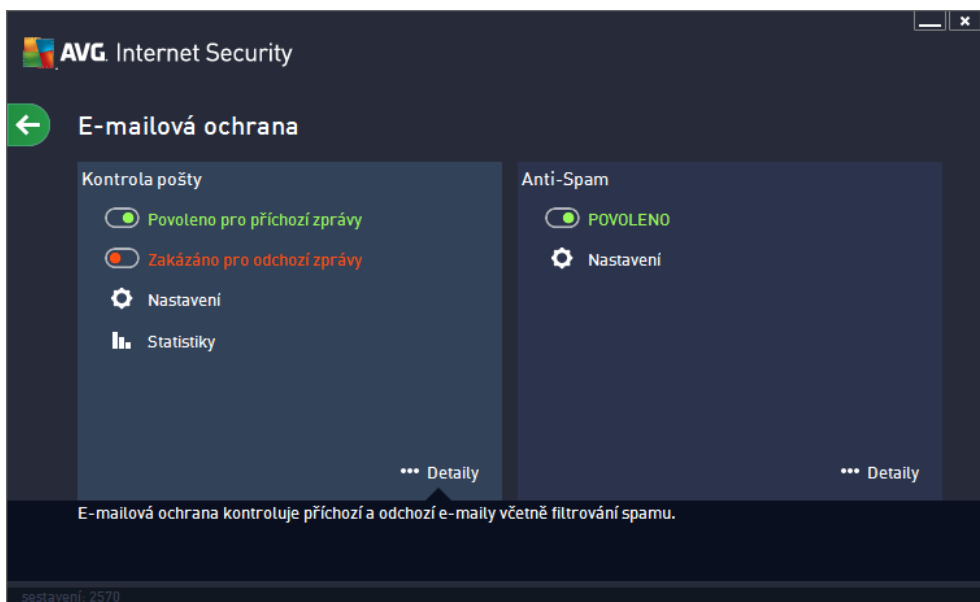 AVG. Internet Security
E-mailová ochrana
Kontrola pošty
Povoleno pro příchozí zprávy
Zakázáno pro odchozí zprávy
Nastavení
Statistiky
Detaily
Anti-Spam
POVOLENO
Nastavení
Detaily
E-mailová ochrana kontroluje příchozí a odchozí e-maily včetně filtrování spamu.
sestavení: 2570